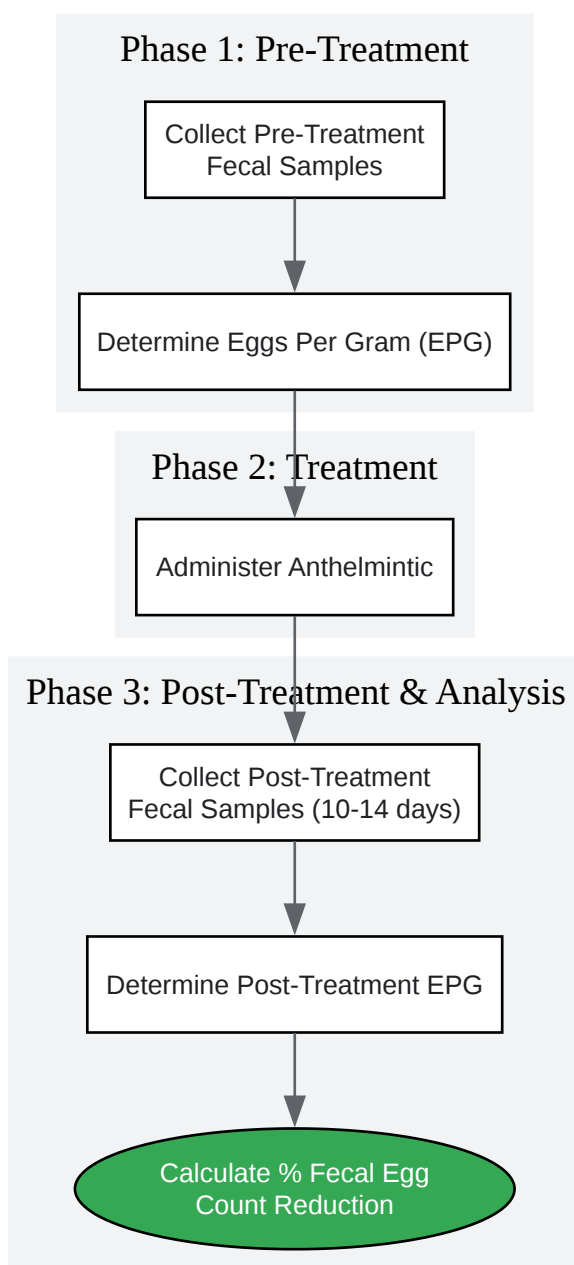 Phase 1: Pre-Treatment
Collect Pre-Treatment
Fecal Samples
Determine Eggs Per Gram (EPG)
Phase 2: Treatment
Administer Anthelmintic
Phase 3: Post-Treatment & Analysis
Collect Post-Treatment
Fecal Samples (10-14 days)
Determine Post-Treatment EPG
Calculate % Fecal Egg
Count Reduction